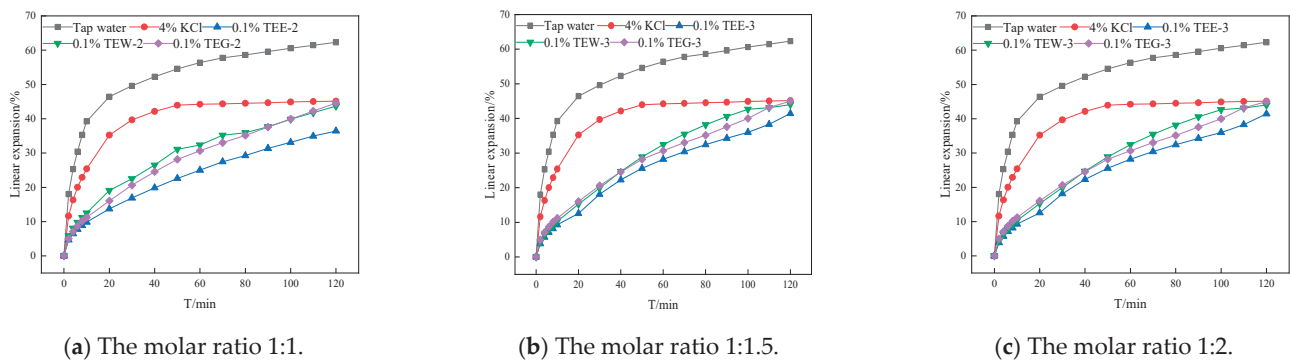 Tap water 4% KCl 0.1% TEE-2
0.1% TEW-2 0.1% TEG-2
Linear expansion/%
70
60
50
40
30
20
10
0
0 20 40 60 80 100 120
T/min
(a) The molar ratio 1:1.
Tap water 4% KCl 0.1% TEE-3
0.1% TEW-3 0.1% TEG-3
Linear expansion/%
70
60
50
40
30
20
10
0
0 20 40 60 80 100 120
T/min
(b) The molar ratio 1:1.5.
Tap water 4% KCl 0.1% TEE-3
0.1% TEW-3 0.1% TEG-3
Linear expansion/%
70
60
50
40
30
20
10
0
0 20 40 60 80 100 120
T/min
(c) The molar ratio 1:2.